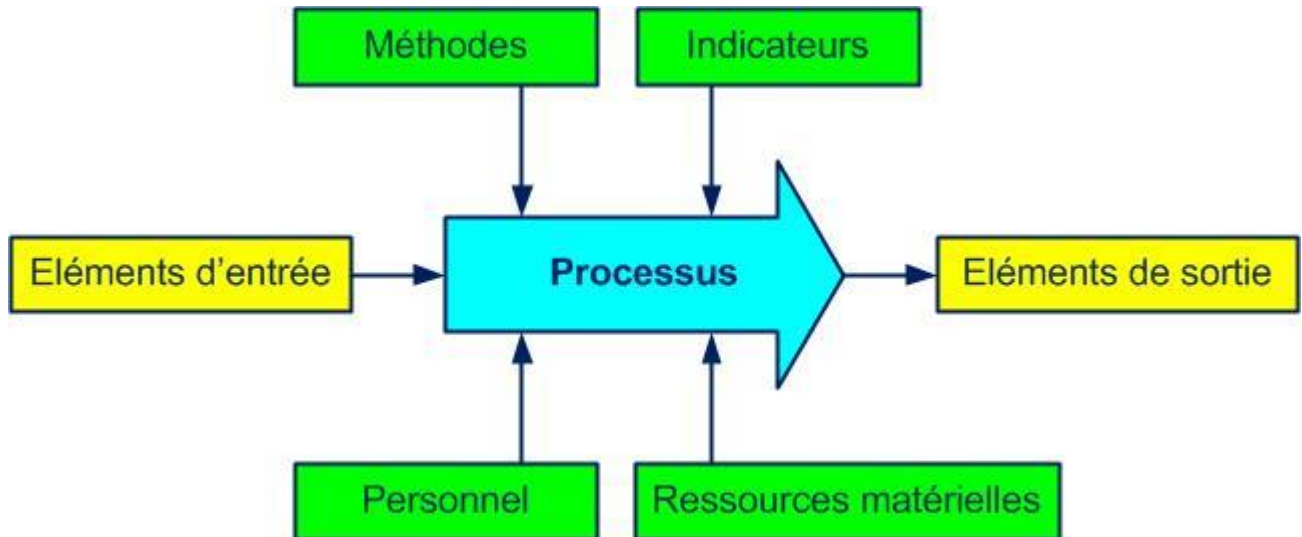 Méthodes
Indicateurs
Eléments d'entrée
Processus
Eléments de sortie
Personnel
Ressources matérielles